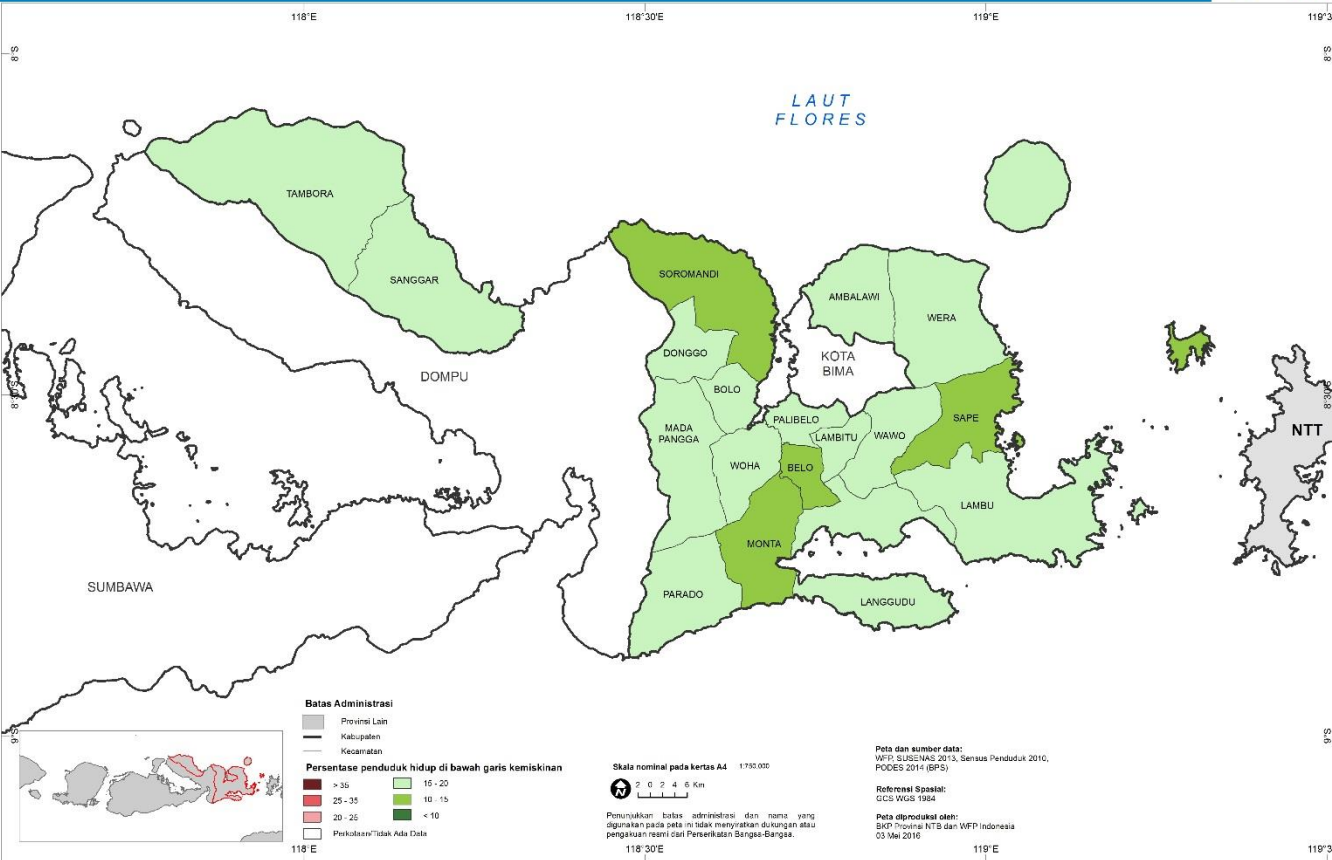 118°E
118°30'E
119°E
119°3
8°S
8°S
LAUT
FLORES
TAMBORA
SANGGAR
SOROMANDI
AMBALAWI
WERA
DONGGO
KOTA
BIMA
DOMPU
BOLO
8°30'S
8°30'S
PALIBELO
SAPE
MADA
PANGGA
LAMBITU
WAWO
NTT
WOHA
BELO
LAMBU
MONTA
SUMBAWA
PARADO
LANGGUDU
9°S
9°S
Batas Administrasi
Provinsi Lain
Kabupaten
Kecamatan
Persentase penduduk hidup di bawah garis kemiskinan
> 35
25 - 35
20 - 25
15 - 20
10 - 15
< 10
Perkotaan/Tidak Ada Data
Skala nominal pada kertas A4 1:750,000
2 0 2 4 6 Km
Penunjukkan batas administrasi dan nama yang
digunakan pada peta ini tidak menyiratkan dukungan atau
pengakuan resmi dari Perserikatan Bangsa-Bangsa.
Peta dan sumber data:
WFP, SUSENAS 2013, Sensus Penduduk 2010,
PODES 2014 (BPS)
Referensi Spasial:
GCS WGS 1984
Peta diproduksi oleh:
BKP Provinsi NTB dan WFP Indonesia
03 Mei 2016
118°E
118°30'E
119°E
119°3